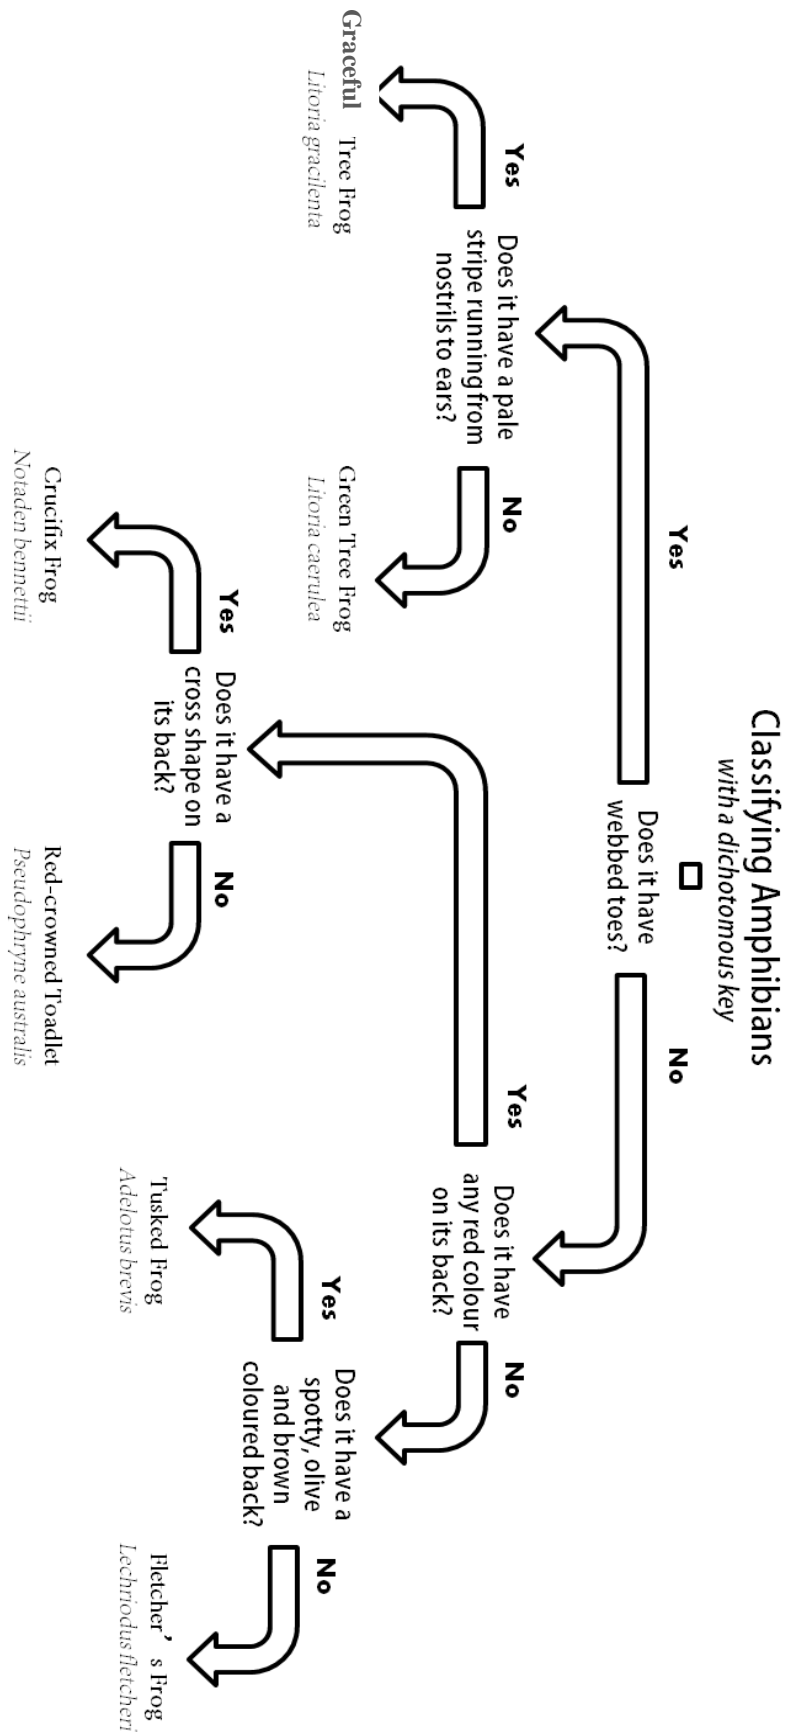 Classifying Amphibians
with a dichotomous key
Does it have
webbed toes?
Yes
No
Does it have a pale
stripe running from
nostrils to ears?
Yes
No
Graceful Tree Frog
Litoria gracilenta
Green Tree Frog
Litoria caerulea
Does it have
any red colour
on its back?
Yes
No
Does it have a
cross shape on
its back?
Yes
No
Crucifix Frog
Notaden bennettii
Red-crowned Toadlet
Pseudophryne australis
Does it have a
spotty, olive
and brown
coloured back?
Yes
No
Tusked Frog
Adelotus brevis
Fletcher’ s Frog
Lechriodus fletcheri